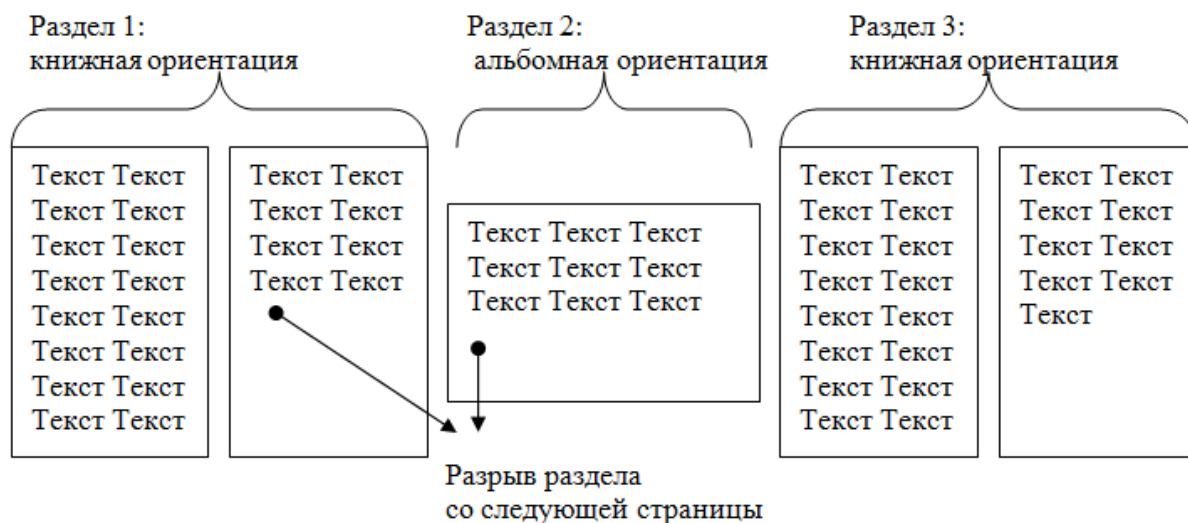 Раздел 1:
книжная ориентация
Раздел 2:
альбомная ориентация
Раздел 3:
книжная ориентация
Текст Текст
Текст Текст
Текст Текст
Текст Текст
Текст Текст
Текст Текст
Текст Текст
Текст Текст
Текст Текст
Текст Текст
Текст Текст
Текст Текст
Текст Текст Текст
Текст Текст Текст
Текст Текст Текст
Текст Текст
Текст Текст
Текст Текст
Текст Текст
Текст Текст
Текст Текст
Текст Текст
Текст Текст
Текст Текст
Текст Текст
Текст Текст
Текст Текст
Текст
Разрыв раздела
со следующей страницы